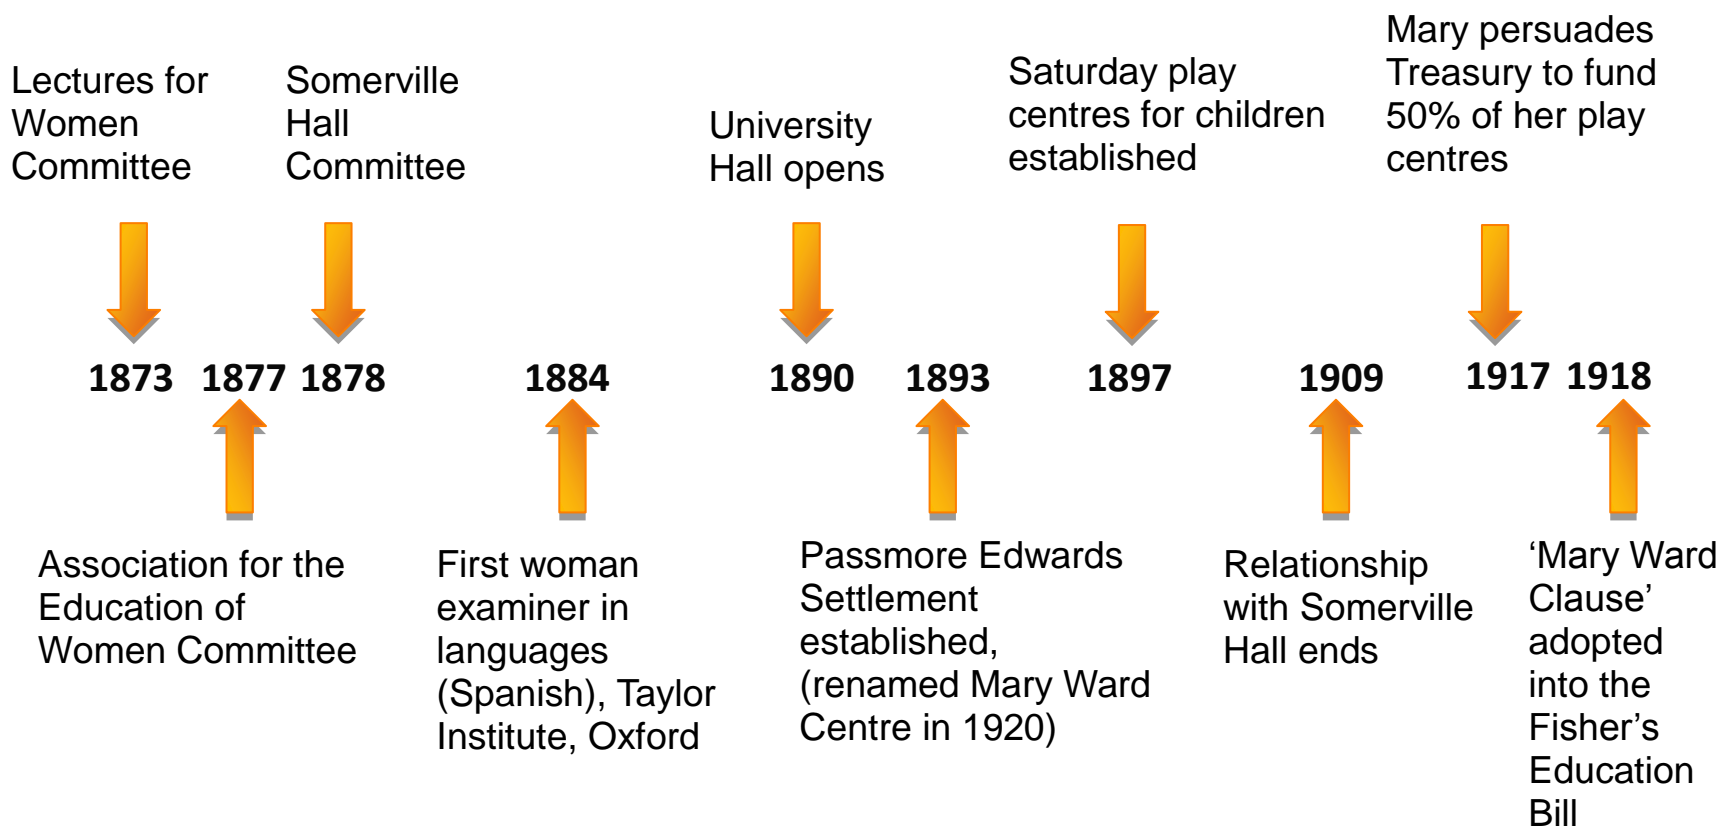 Lectures for
Women
Committee
Somerville
Hall
Committee
University
Hall opens
Saturday play
centres for children
established
Mary persuades
Treasury to fund
50% of her play
centres
1873 1877 1878 1884 1890 1893 1897 1909 1917 1918
Association for the
Education of
Women Committee
First woman
examiner in
languages
(Spanish), Taylor
Institute, Oxford
Passmore Edwards
Settlement
established,
(renamed Mary Ward
Centre in 1920)
Relationship
with Somerville
Hall ends
‘Mary Ward
Clause’
adopted
into the
Fisher’s
Education
Bill